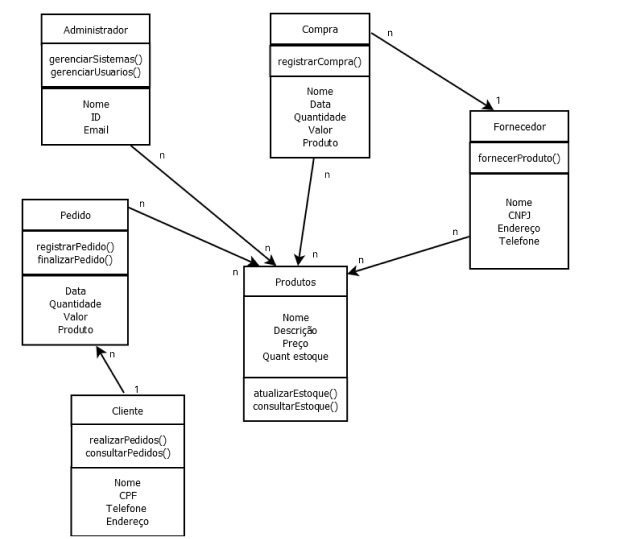 Administrador
gerenciarSistemas()
gerenciarUsuarios()
Nome
ID
Email
n
Compra
registrarCompra()
Nome
Data
Quantidade
Valor
Produto
n
n
1
Fornecedor
fornecerProduto()
Nome
CNPJ
Endereço
Telefone
n
n
Pedido
registrarPedido()
finalizarPedido()
Data
Quantidade
Valor
Produto
n
n
n
n
Produtos
Nome
Descrição
Preço
Quant estoque
atualizarEstoque()
consultarEstoque()
n
1
Cliente
realizarPedidos()
consultarPedidos()
Nome
CPF
Telefone
Endereço